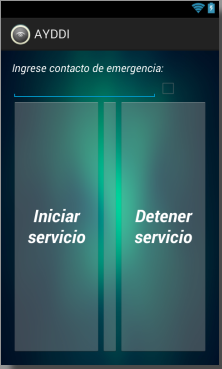 AYDDI
Ingrese contacto de emergencia:
Iniciar
servicio
Detener
servicio